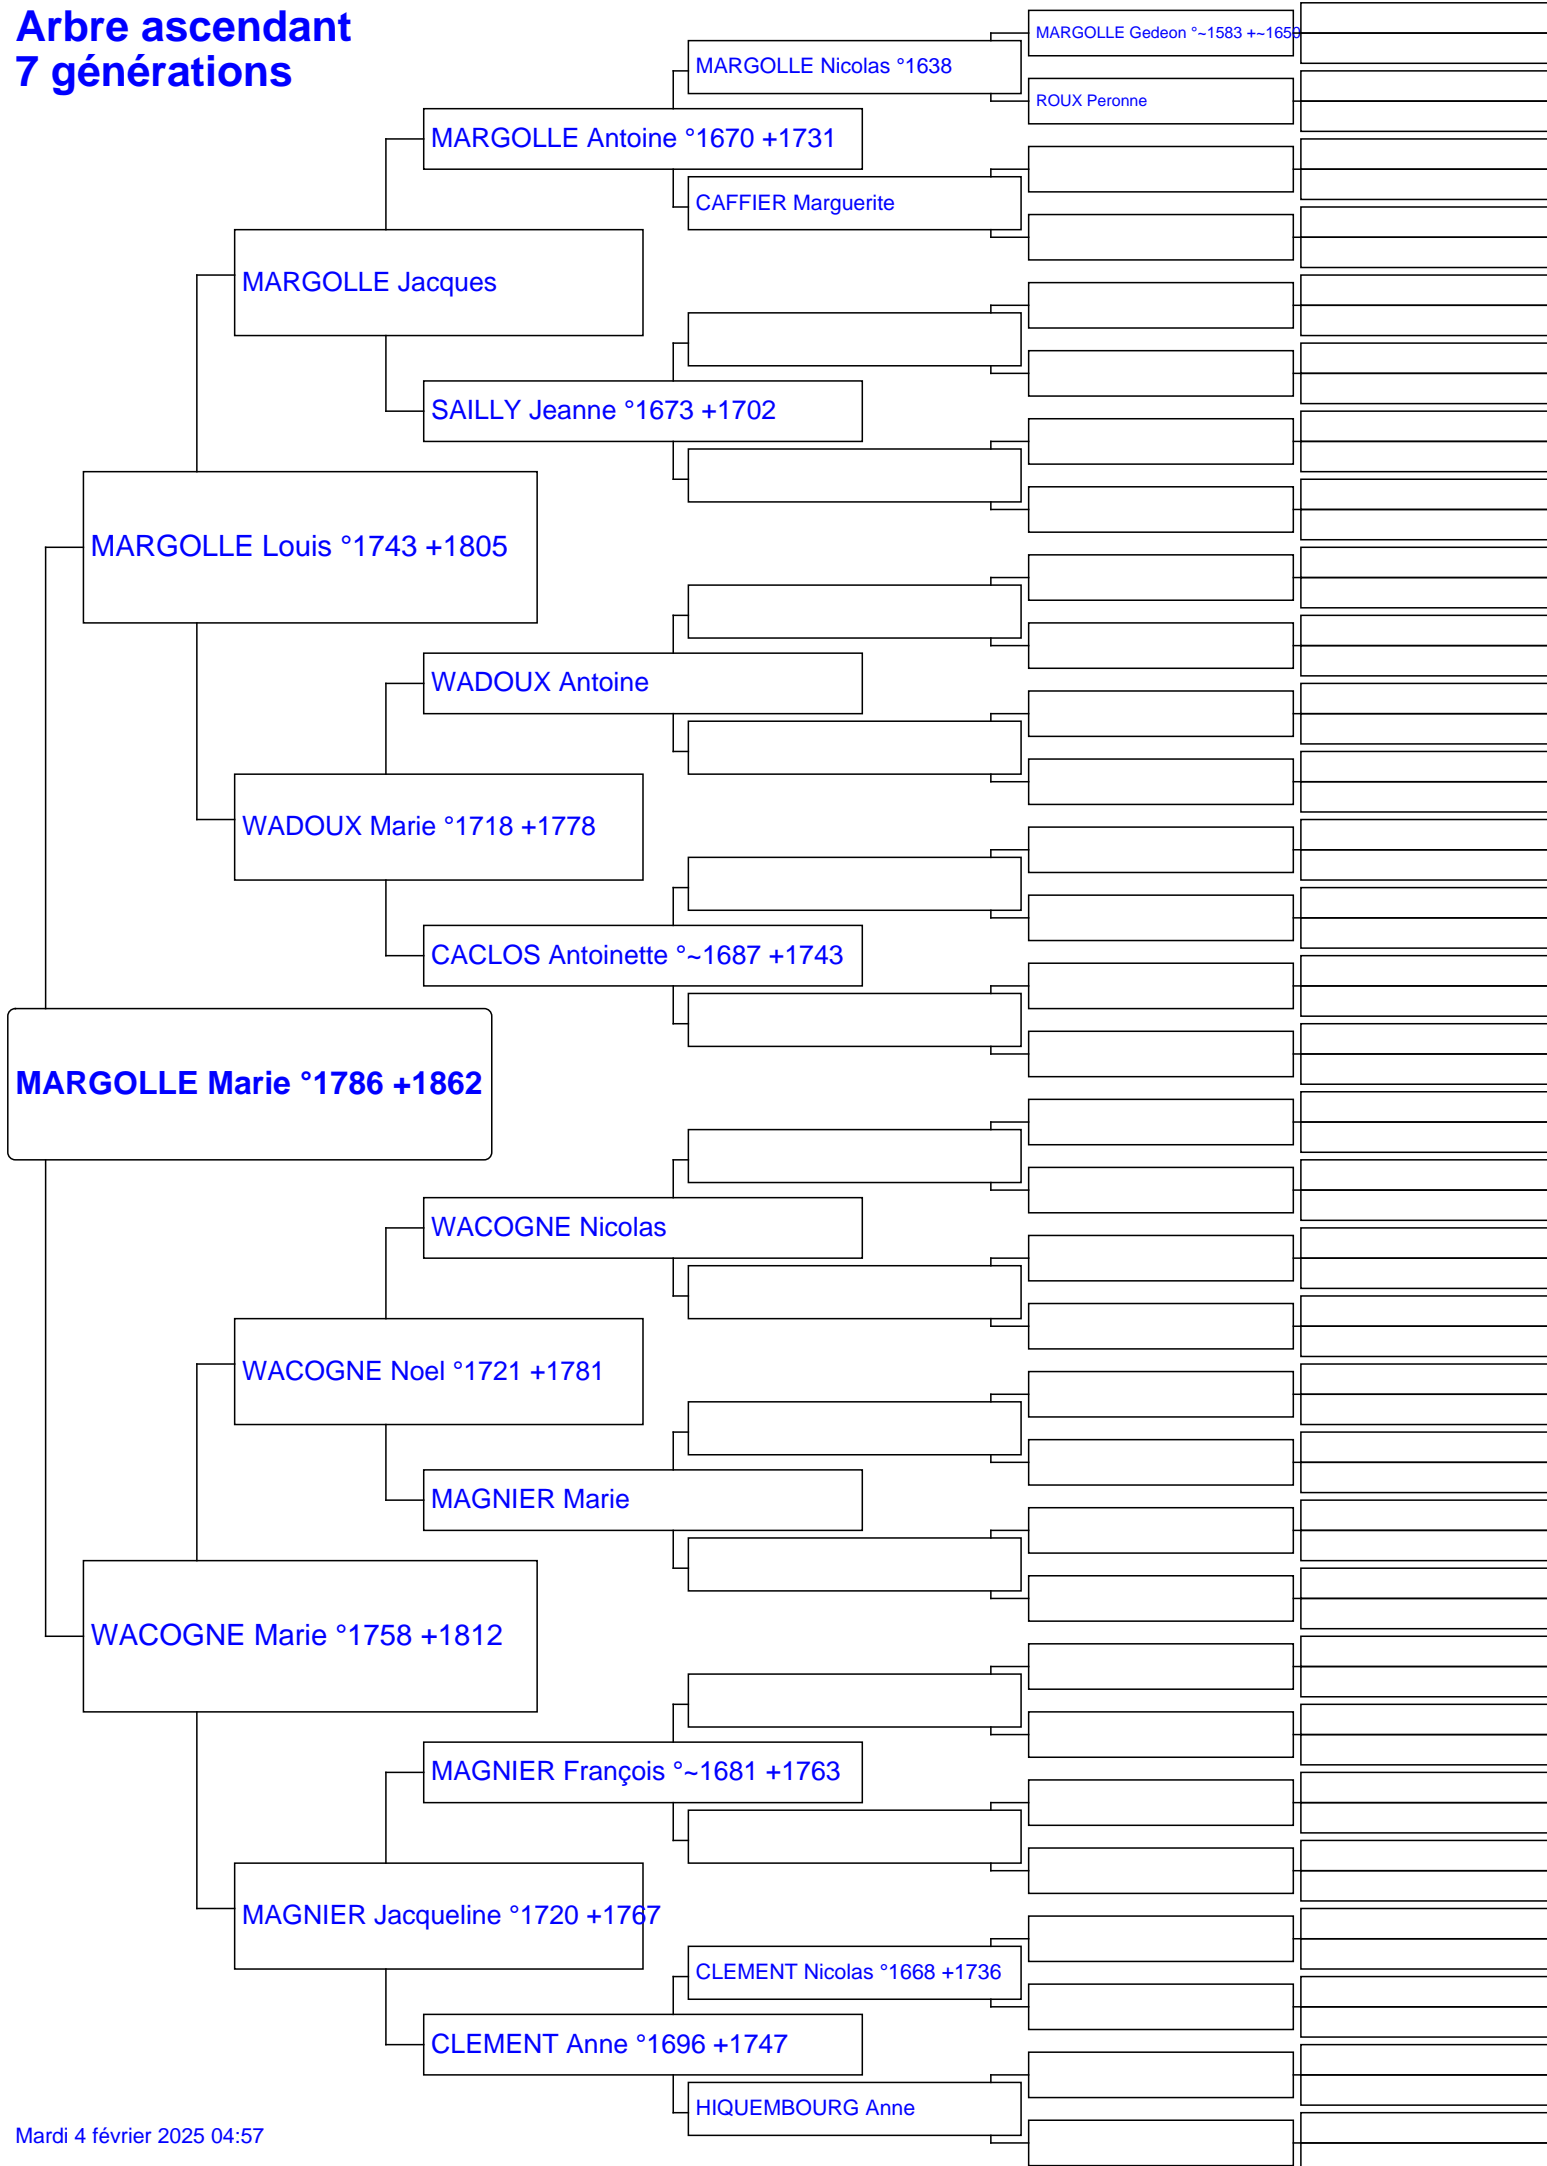 Arbre ascendant
7 générations
MARGOLLE Gedeon °~1583 +~1650
MARGOLLE Nicolas °1638
ROUX Peronne
MARGOLLE Antoine °1670 +1731
CAFFIER Marguerite
MARGOLLE Jacques
SAILLY Jeanne °1673 +1702
MARGOLLE Louis °1743 +1805
WADOUX Antoine
WADOUX Marie °1718 +1778
CACLOS Antoinette °~1687 +1743
MARGOLLE Marie °1786 +1862
WACOGNE Nicolas
WACOGNE Noel °1721 +1781
MAGNIER Marie
WACOGNE Marie °1758 +1812
MAGNIER François °~1681 +1763
MAGNIER Jacqueline °1720 +1767
CLEMENT Nicolas °1668 +1736
CLEMENT Anne °1696 +1747
HIQUEMBOURG Anne
Mardi 4 février 2025 04:57